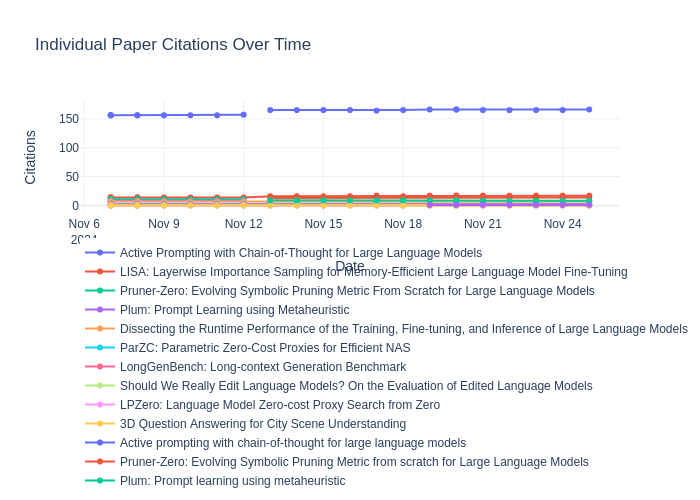 Individual Paper Citations Over Time
Citations
150
100
50
0
Nov 6 Nov 9 Nov 12 Nov 15 Nov 18 Nov 21 Nov 24
2024
Date
Active Prompting with Chain-of-Thought for Large Language Models
LISA: Layerwise Importance Sampling for Memory-Efficient Large Language Model Fine-Tuning
Pruner-Zero: Evolving Symbolic Pruning Metric From Scratch for Large Language Models
Plum: Prompt Learning using Metaheuristic
Dissecting the Runtime Performance of the Training, Fine-tuning, and Inference of Large Language Models
ParZC: Parametric Zero-Cost Proxies for Efficient NAS
LongGenBench: Long-context Generation Benchmark
Should We Really Edit Language Models? On the Evaluation of Edited Language Models
LPZero: Language Model Zero-cost Proxy Search from Zero
3D Question Answering for City Scene Understanding
Active prompting with chain-of-thought for large language models
Pruner-Zero: Evolving Symbolic Pruning Metric from scratch for Large Language Models
Plum: Prompt learning using metaheuristic